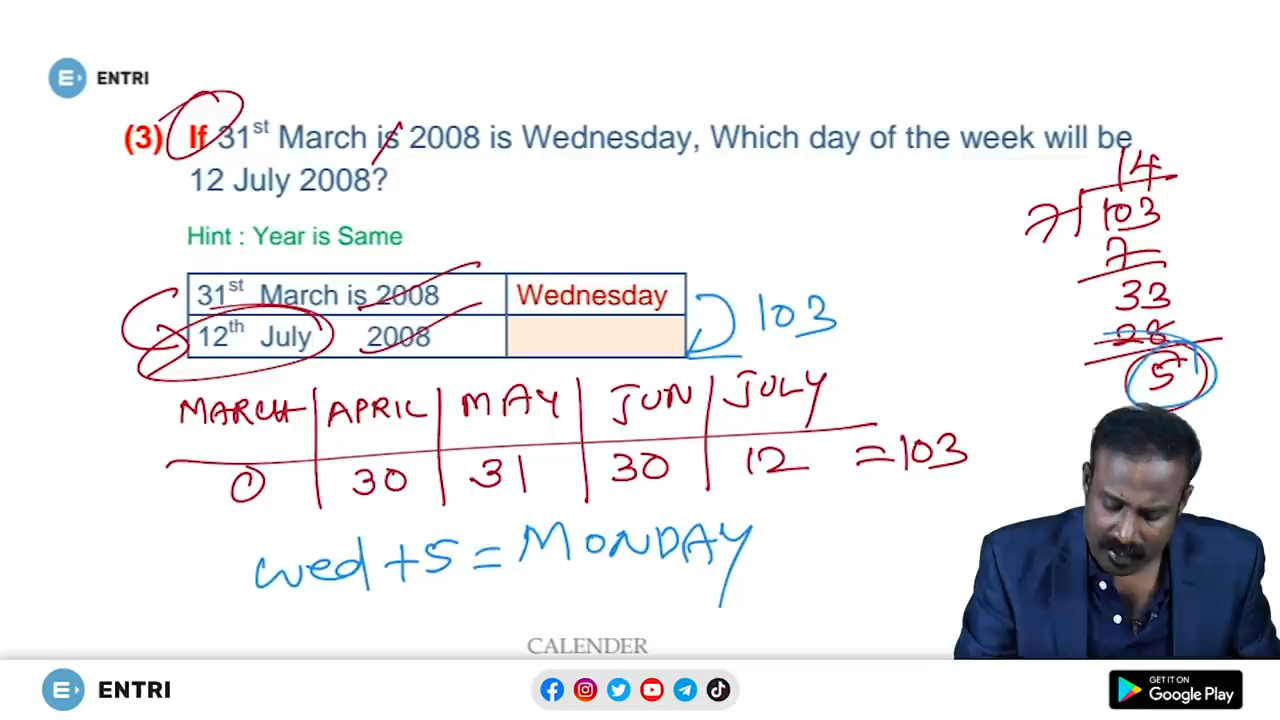 ENTRI
(3) If 31st March is 2008 is Wednesday, Which day of the week will be
12 July 2008?
Hint : Year is Same
31st March is 2008 Wednesday
12th July 2008
103
14
7 103
7
33
28
5
MARCH APRIL MAY JUN JULY
0 30 31 30 12 =103
wed+5=MONDAY
CALENDER
ENTRI
GET IT ON
Google Play